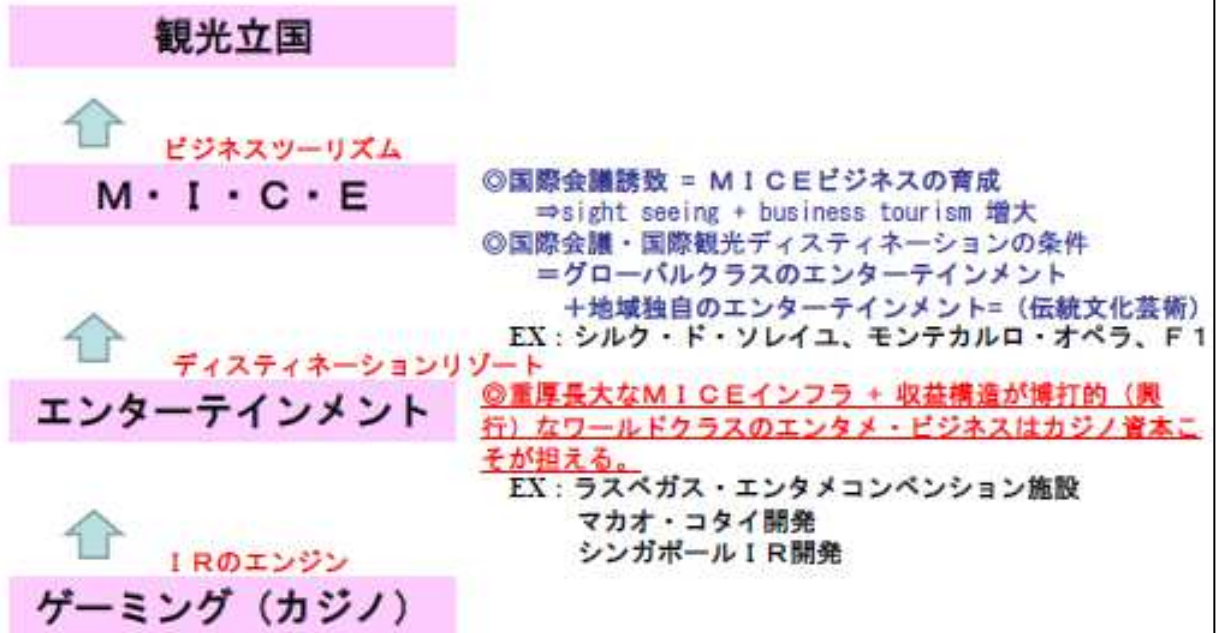 観光立国
ビジネスツーリズム
M・I・C・E
◎国際会議誘致 = MICEビジネスの育成
⇒sight seeing + business tourism 増大
◎国際会議・国際観光ディスティネーションの条件
=グローバルクラスのエンターテインメント
+地域独自のエンターテインメント=(伝統文化芸術)
EX:シルク・ド・ソレイユ、モンテカルロ・オペラ、F1
ディスティネーションリゾート
エンターテインメント
◎重厚長大なMICEインフラ + 収益構造が博打的(興
行)なワールドクラスのエンタメ・ビジネスはカジノ資本こ
そが担える。
EX:ラスベガス・エンタメコンベンション施設
マカオ・コタイ開発
シンガポールIR開発
IRのエンジン
ゲーミング(カジノ)